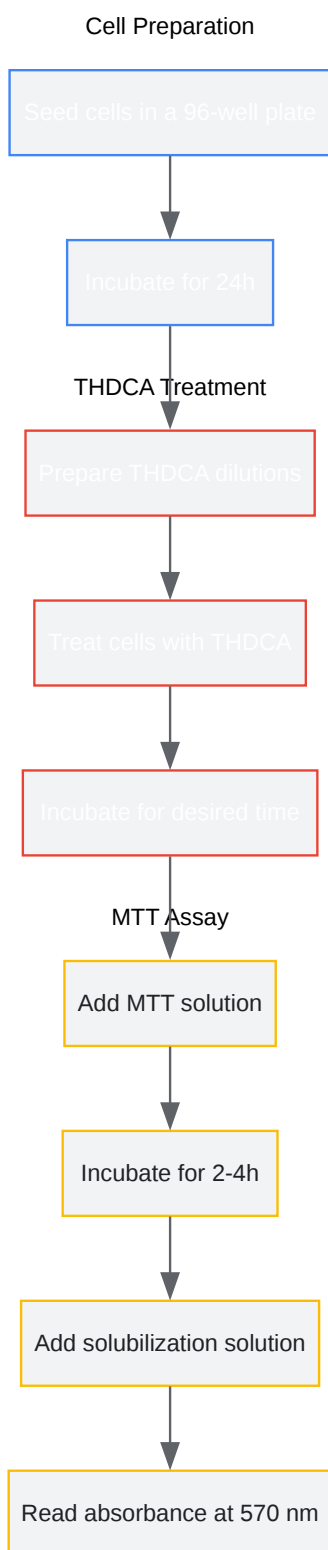 Cell Preparation
Seed cells in a 96-well plate
Incubate for 24h
THDCA Treatment
Prepare THDCA dilutions
Treat cells with THDCA
Incubate for desired time
MTT Assay
Add MTT solution
Incubate for 2-4h
Add solubilization solution
Read absorbance at 570 nm